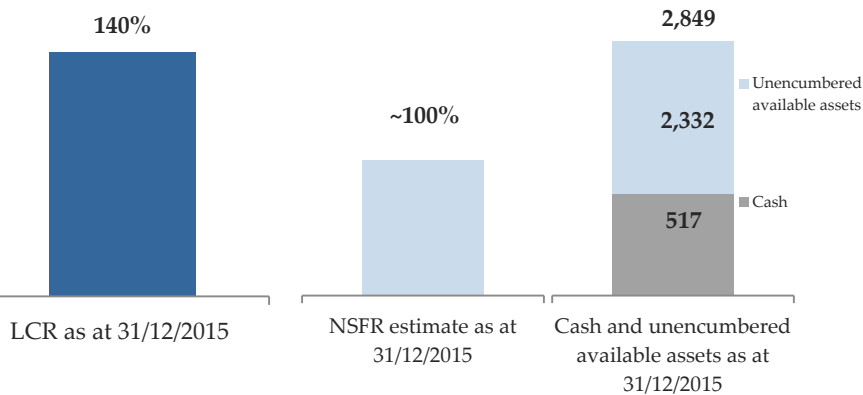 140%
LCR as at 31/12/2015
~100%
NSFR estimate as at
31/12/2015
2,849
2,332
517
Unencumbered
available assets
Cash
Cash and unencumbered
available assets as at
31/12/2015